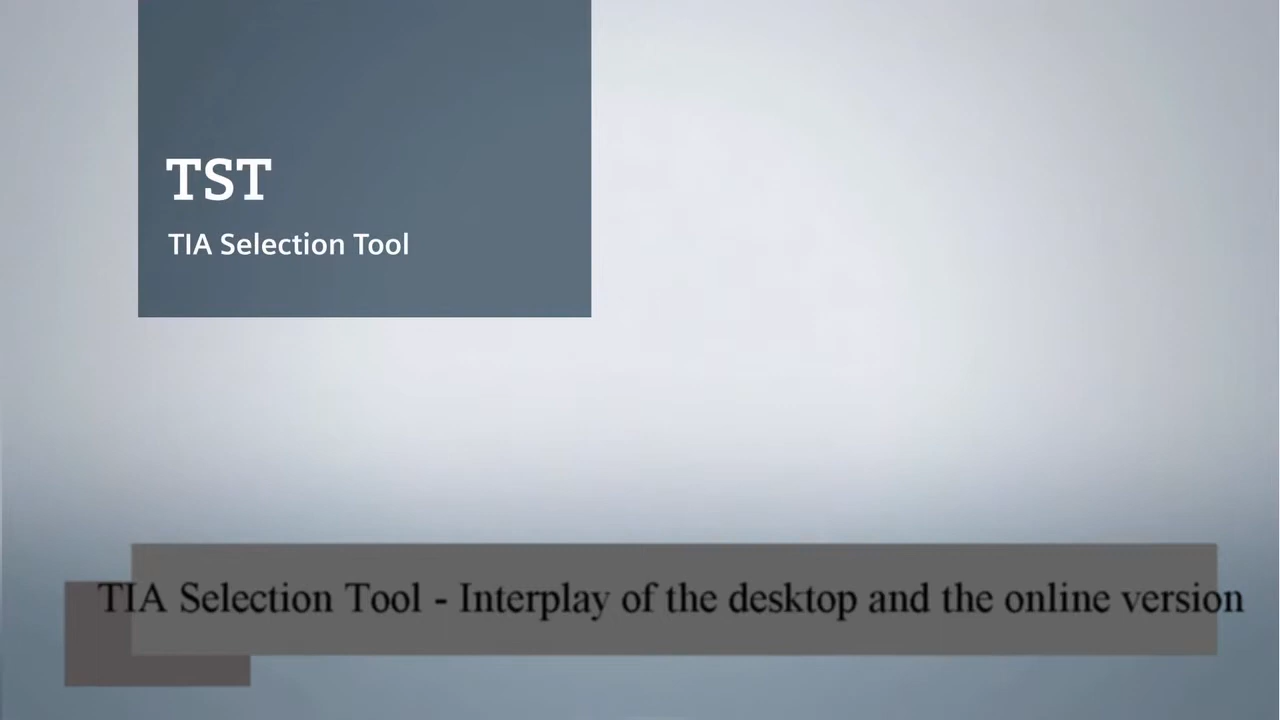 TST
TIA Selection Tool
TIA Selection Tool - Interplay of the desktop and the online version